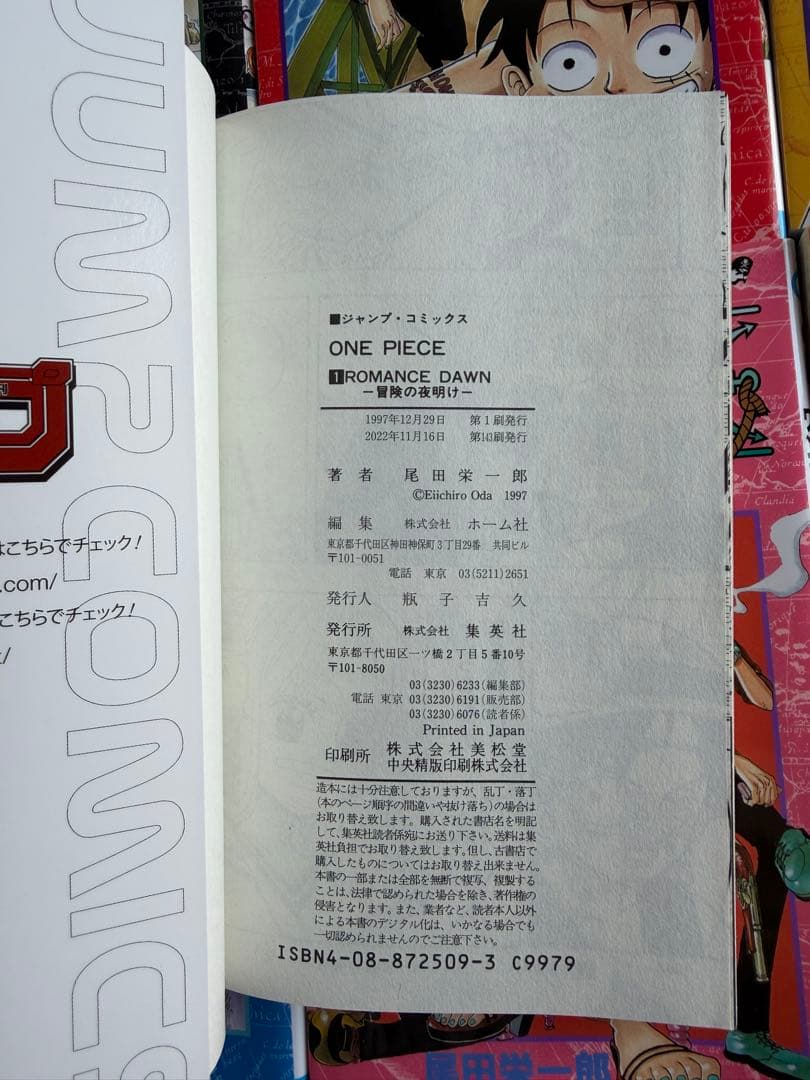 JUMP COMICS
はこちらでチェック!
.com/
こちらでチェック!
■ジャンプ・コミックス
ONE PIECE
1 ROMANCE DAWN
―冒険の夜明け―
1997年12月29日 第1刷発行
2022年11月16日 第143刷発行
著者 尾田栄一郎
©Eiichiro Oda 1997
編集 株式会社 ホーム社
東京都千代田区神田神保町3丁目29番 共同ビル
〒101-0051
電話 東京 03(5211)2651
発行人 瓶子吉久
発行所 株式会社 集英社
東京都千代田区一ツ橋2丁目5番10号
〒101-8050
03(3230)6233(編集部)
電話 東京 03(3230)6191(販売部)
03(3230)6076(読者係)
Printed in Japan
印刷所 株式会社美松堂
中央精版印刷株式会社
造本には十分注意しておりますが、乱丁・落丁
(本のページ順序の間違いや抜け落ち)の場合は
お取り替え致します。購入された書店名を明記
して、集英社読者係宛にお送り下さい。送料は集
英社負担でお取り替え致します。但し、古書店で
購入したものについてはお取り替え出来ません。
本書の一部または全部を無断で複写、複製する
ことは、法律で認められた場合を除き、著作権の
侵害となります。また、業者など、読者本人以外
による本書のデジタル化は、いかなる場合でも
一切認められませんのでご注意下さい。
ISBN4-08-872509-3 C9979
尾田栄一郎